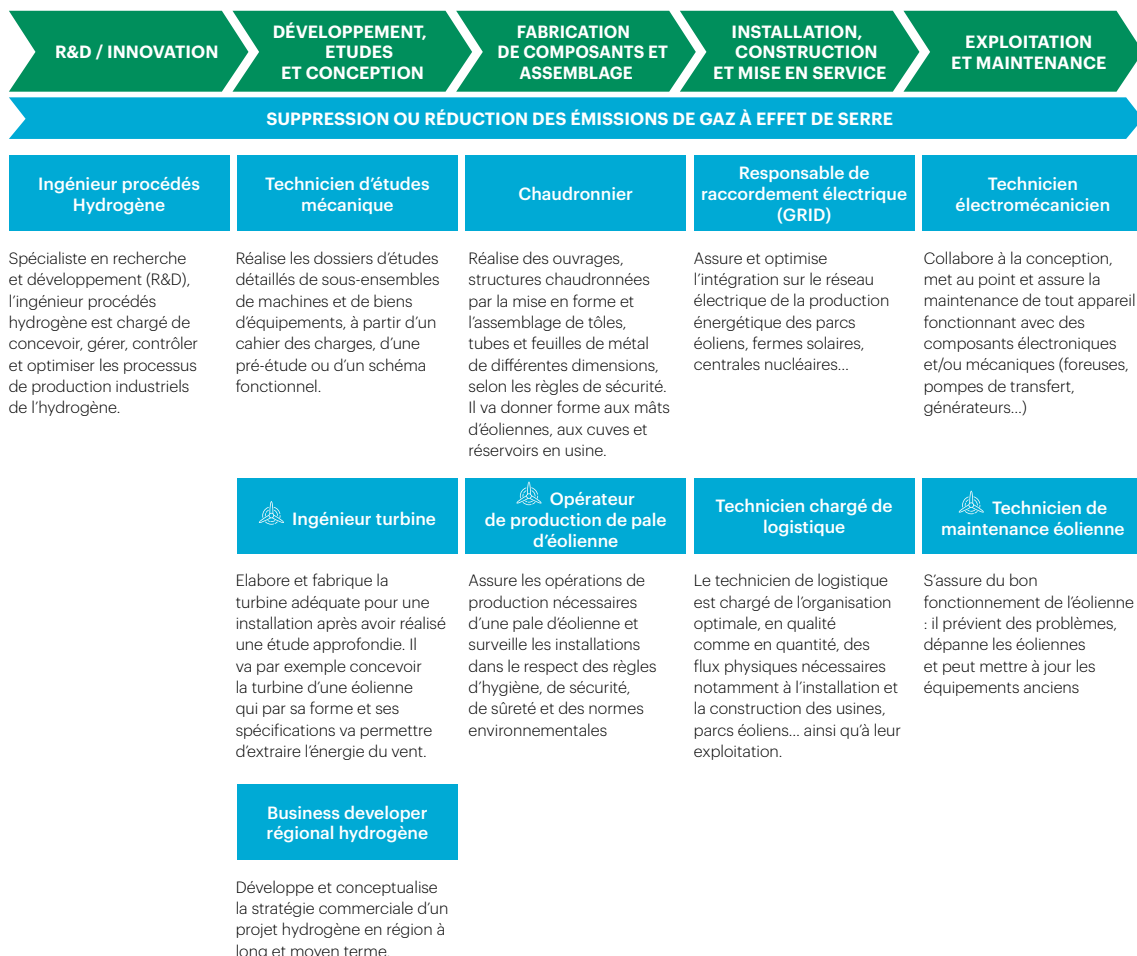 R&D / INNOVATION
DÉVELOPPEMENT,
ETUDES
ET CONCEPTION
FABRICATION
DE COMPOSANTS ET
ASSEMBLAGE
INSTALLATION,
CONSTRUCTION
ET MISE EN SERVICE
EXPLOITATION
ET MAINTENANCE
SUPPRESSION OU RÉDUCTION DES ÉMISSIONS DE GAZ À EFFET DE SERRE
Ingénieur procédés
Hydrogène
Spécialiste en recherche
et développement (R&D),
l'ingénieur procédés
hydrogène est chargé de
concevoir, gérer, contrôler
et optimiser les processus
de production industriels
de l'hydrogène.
Technicien d'études
mécanique
Réalise les dossiers d'études
détaillés de sous-ensembles
de machines et de biens
d'équipements, à partir d'un
cahier des charges, d'une
pré-étude ou d'un schéma
fonctionnel.
Chaudronnier
Réalise des ouvrages,
structures chaudronnées
par la mise en forme et
l'assemblage de tôles,
tubes et feuilles de métal
de différentes dimensions,
selon les règles de sécurité.
Il va donner forme aux mâts
d'éoliennes, aux cuves et
réservoirs en usine.
Responsable de
raccordement électrique
(GRID)
Assure et optimise
l'intégration sur le réseau
électrique de la production
énergétique des parcs
éoliens, fermes solaires,
centrales nucléaires...
Technicien
électromécanicien
Collabore à la conception,
met au point et assure la
maintenance de tout appareil
fonctionnant avec des
composants électroniques
et/ou mécaniques (foreuses,
pompes de transfert,
générateurs...)
Ingénieur turbine
Elabore et fabrique la
turbine adéquate pour une
installation après avoir réalisé
une étude approfondie. Il
va par exemple concevoir
la turbine d'une éolienne
qui par sa forme et ses
spécifications va permettre
d'extraire l'énergie du vent.
Opérateur
de production de pale
d'éolienne
Assure les opérations de
production nécessaires
d'une pale d'éolienne et
surveille les installations
dans le respect des règles
d'hygiène, de sécurité,
de sûreté et des normes
environnementales
Technicien chargé de
logistique
Le technicien de logistique
est chargé de l'organisation
optimale, en qualité
comme en quantité, des
flux physiques nécessaires
notamment à l'installation et
la construction des usines,
parcs éoliens... ainsi qu'à leur
exploitation.
Technicien de
maintenance éolienne
S'assure du bon
fonctionnement de l'éolienne
: il prévient des problèmes,
dépanne les éoliennes
et peut mettre à jour les
équipements anciens
Business developer
régional hydrogène
Développe et conceptualise
la stratégie commerciale d'un
projet hydrogène en région à
long et moyen terme.